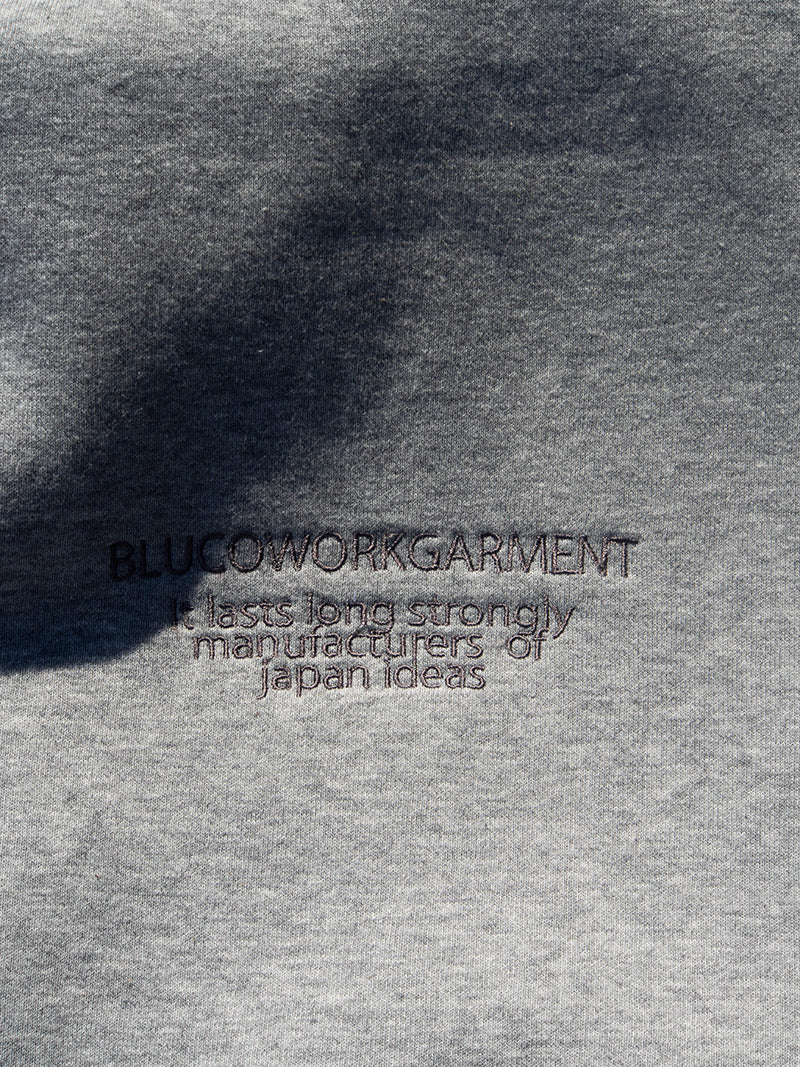 BLUCOWORKGARMENT
It lasts long strongly
manufacturers of
japan ideas